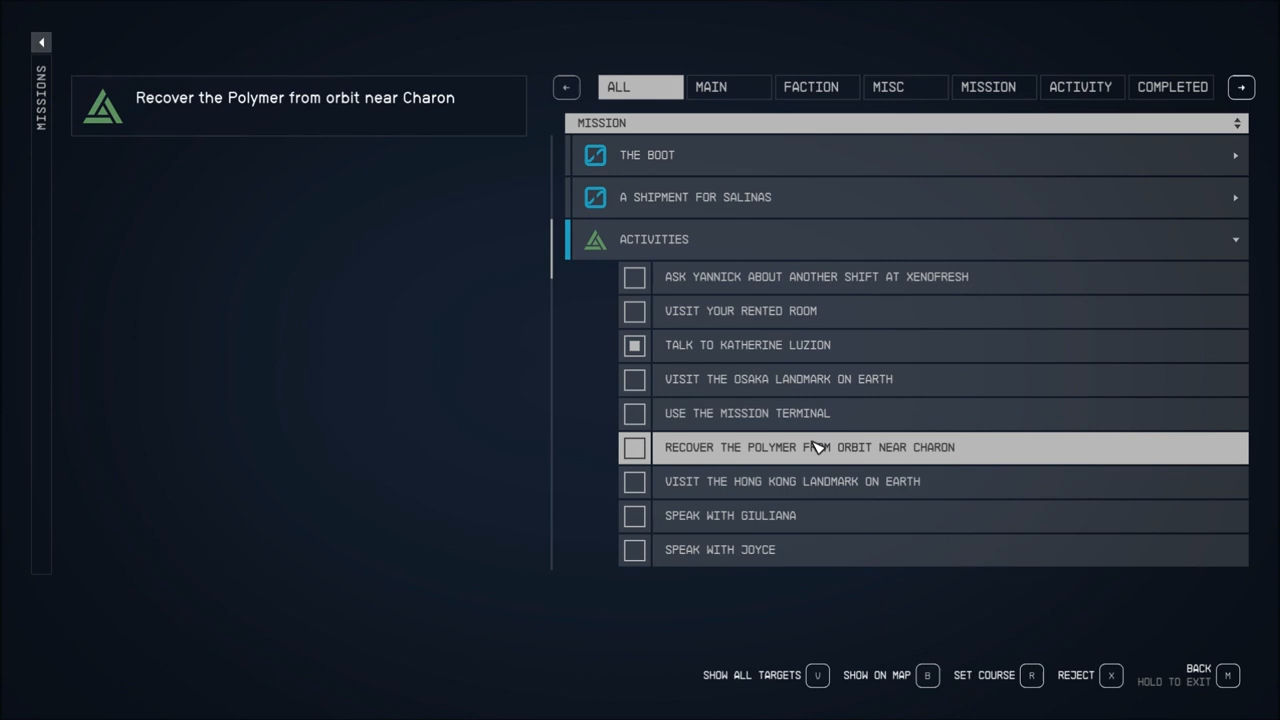 MISSIONS
Recover the Polymer from orbit near Charon
ALL MAIN FACTION MISC MISSION ACTIVITY COMPLETED
MISSION
THE BOOT
A SHIPMENT FOR SALINAS
ACTIVITIES
ASK YANNICK ABOUT ANOTHER SHIFT AT XENOFRESH
VISIT YOUR RENTED ROOM
TALK TO KATHERINE LUZION
VISIT THE OSAKA LANDMARK ON EARTH
USE THE MISSION TERMINAL
RECOVER THE POLYMER FROM ORBIT NEAR CHARON
VISIT THE HONG KONG LANDMARK ON EARTH
SPEAK WITH GIULIANA
SPEAK WITH JOYCE
SHOW ALL TARGETS V SHOW ON MAP B SET COURSE R REJECT X BACK M
HOLD TO EXIT